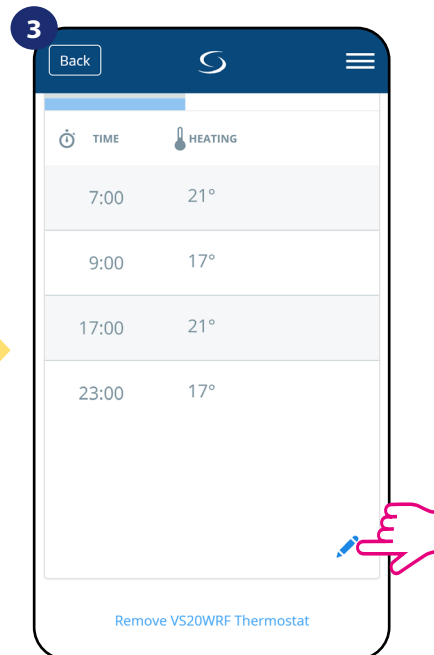 3
Back
TIME HEATING
7:00 21°
9:00 17°
17:00 21°
23:00 17°
Remove VS20WRF Thermostat